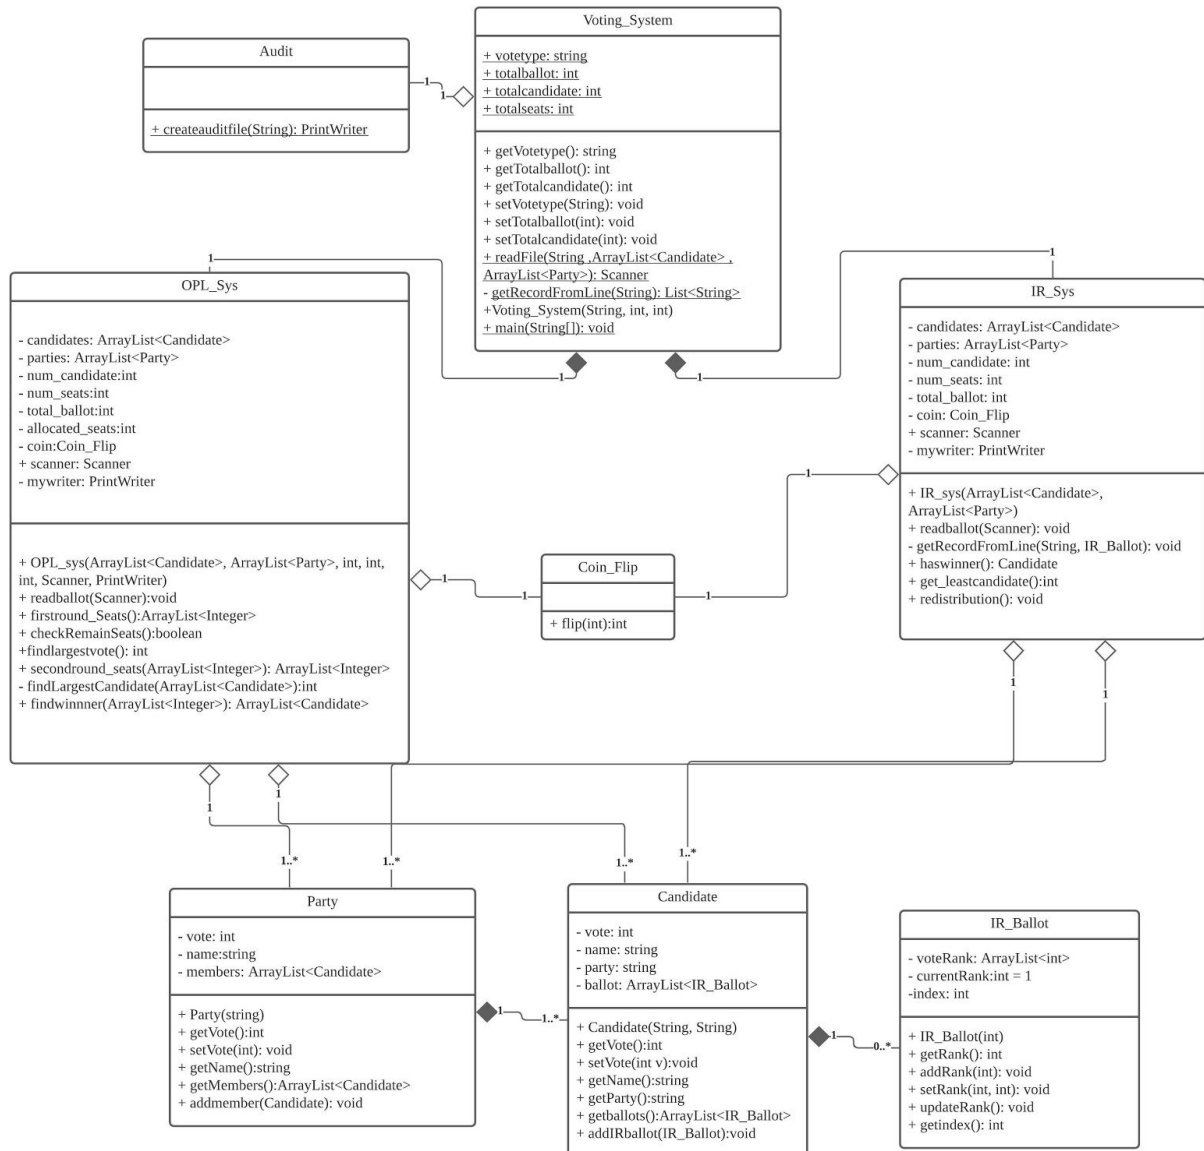 Voting_System
+ votetype: string
+ totalballot: int
+ totalcandidate: int
+ totalseats: int
+ getVotetype(): string
+ getTotalballot(): int
+ getTotalcandidate(): int
+ setVotetype(String): void
+ setTotalballot(int): void
+ setTotalcandidate(int): void
+ readFile(String ,ArrayList<Candidate> ,
ArrayList<Party>): Scanner
- getRecordFromLine(String): List<String>
+Voting_System(String, int, int)
+ main(String[]): void
Audit
+ createauditfile(String): PrintWriter
1
1
1
1
1
1
OPL_Sys
- candidates: ArrayList<Candidate>
- parties: ArrayList<Party>
- num_candidate:int
- num_seats:int
- total_ballot:int
- allocated_seats:int
- coin:Coin_Flip
+ scanner: Scanner
- mywriter: PrintWriter
+ OPL_sys(ArrayList<Candidate>, ArrayList<Party>, int, int,
int, Scanner, PrintWriter)
+ readballot(Scanner):void
+ firstround_Seats():ArrayList<Integer>
+ checkRemainSeats():boolean
+findlargestvote(): int
+ secondround_seats(ArrayList<Integer>): ArrayList<Integer>
- findLargestCandidate(ArrayList<Candidate>):int
+ findwinnner(ArrayList<Integer>): ArrayList<Candidate>
IR_Sys
- candidates: ArrayList<Candidate>
- parties: ArrayList<Party>
- num_candidate: int
- num_seats: int
- total_ballot: int
- coin: Coin_Flip
+ scanner: Scanner
- mywriter: PrintWriter
+ IR_sys(ArrayList<Candidate>,
ArrayList<Party>)
+ readballot(Scanner): void
- getRecordFromLine(String, IR_Ballot): void
+ haswinner(): Candidate
+ get_leastcandidate():int
+ redistribution(): void
Coin_Flip
+ flip(int):int
1
1
1
1
1
1
1
1
1..*
1..*
1..*
1..*
Party
- vote: int
- name:string
- members: ArrayList<Candidate>
+ Party(string)
+ getVote():int
+ setVote(int): void
+ getName():string
+ getMembers():ArrayList<Candidate>
+ addmember(Candidate): void
1
1..*
Candidate
- vote: int
- name: string
- party: string
- ballot: ArrayList<IR_Ballot>
+ Candidate(String, String)
+ getVote():int
+ setVote(int v):void
+ getName():string
+ getParty():string
+ getballots():ArrayList<IR_Ballot>
+ addIRballot(IR_Ballot):void
1
0..*
IR_Ballot
- voteRank: ArrayList<int>
- currentRank:int = 1
-index: int
+ IR_Ballot(int)
+ getRank(): int
+ addRank(int): void
+ setRank(int, int): void
+ updateRank(): void
+ getindex(): int